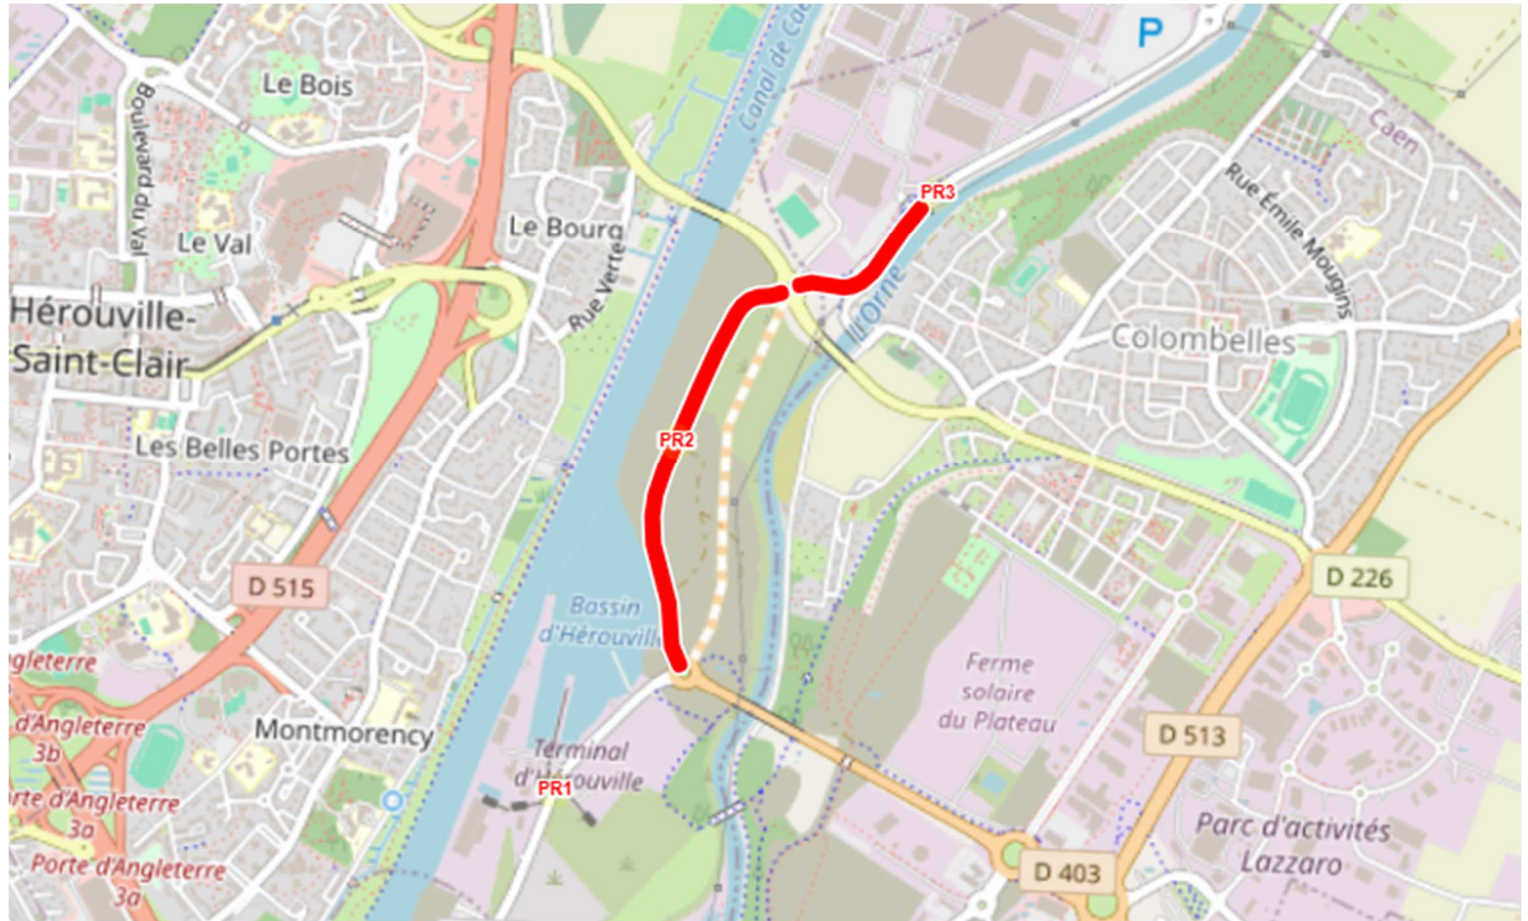 P
Le Bois
Canal de Cae
Boulevard du Val
Caen
PR3
Rue Émile Mougins
Le Bourg
Le Val
Rue Verte
L'Orne
Hérouville-
Saint-Clair
Colombelles
PR2
Les Belles Portes
D 515
D 226
Bassin
d'Hérouville
gleterre
Ferme
solaire
du Plateau
d'Angleterre
3b
Montmorency
D 513
Terminal
d'Hérouville
PR1
rte d'Angleterre
3a
Parc d'activités
Lazzaro
Porte d'Angleterre
3a
D 403